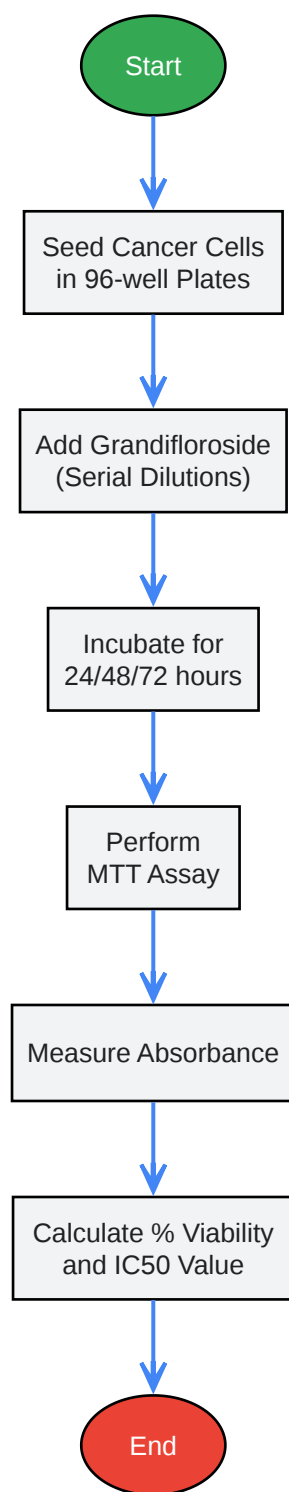 Start
Seed Cancer Cells
in 96-well Plates
Add Grandifloroside
(Serial Dilutions)
Incubate for
24/48/72 hours
Perform
MTT Assay
Measure Absorbance
Calculate % Viability
and IC50 Value
End